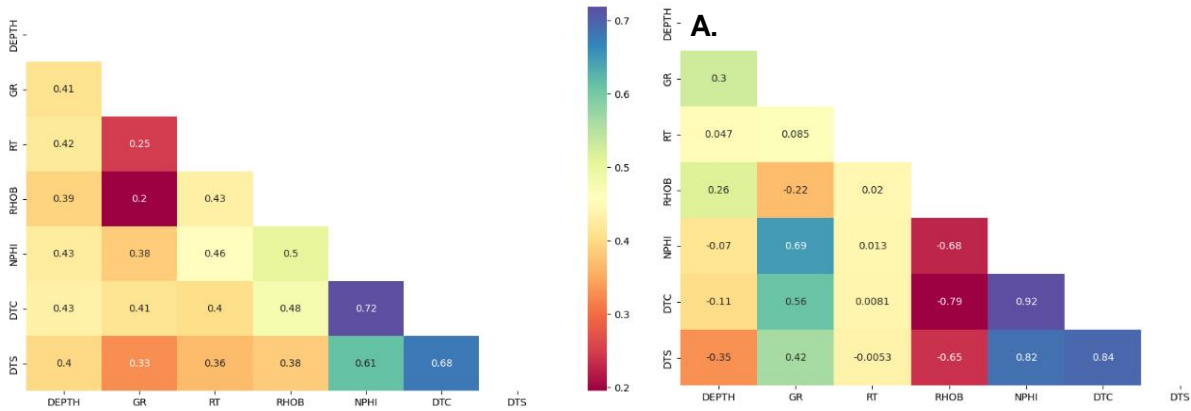 DEPTH
GR 0.41
RT 0.42 0.25
RHOB 0.39 0.2 0.43
NPHI 0.43 0.38 0.46 0.5
DTC 0.43 0.41 0.4 0.48 0.72
DTS 0.4 0.33 0.36 0.38 0.61 0.68
DEPTH GR RT RHOB NPHI DTC DTS
0.7
0.6
0.5
0.4
0.3
0.2
A.
DEPTH
GR 0.3
RT 0.047 0.085
RHOB 0.26 -0.22 0.02
NPHI -0.07 0.69 0.013 -0.68
DTC -0.11 0.56 0.0081 -0.79 0.92
DTS -0.35 0.42 -0.0053 -0.65 0.82 0.84
DEPTH GR RT RHOB NPHI DTC DTS